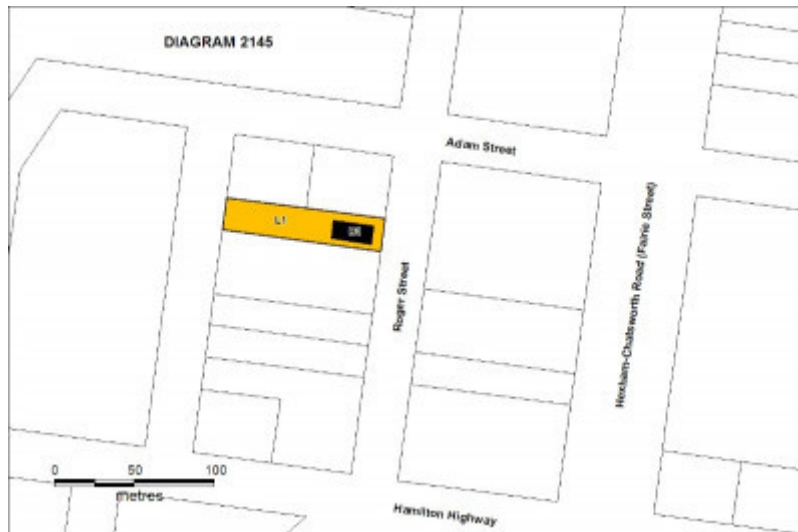 DIAGRAM 2145
Adam Street
L1
Roger Street
Hexham-Chatsworth Road (Fairie Street)
0 50 100
metres
Hamilton Highway